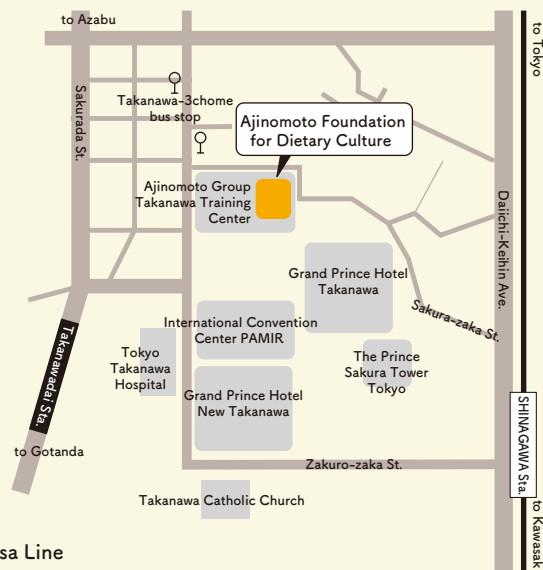 to Azabu
to Tokyo
Sakurada St.
Takanawa-3chome
bus stop
Ajinomoto Foundation
for Dietary Culture
Ajinomoto Group
Takanawa Training
Center
Daiichi-Keihin Ave.
Grand Prince Hotel
Takanawa
Sakura-zaka St.
International Convention
Center PAMIR
Takanawadai Sta.
Tokyo
Takanawa
Hospital
The Prince
Sakura Tower
Tokyo
Grand Prince Hotel
New Takanawa
SHINAGAWA Sta.
to Gotanda
Zakuro-zaka St.
Takanawa Catholic Church
to Kawasak
sa Line